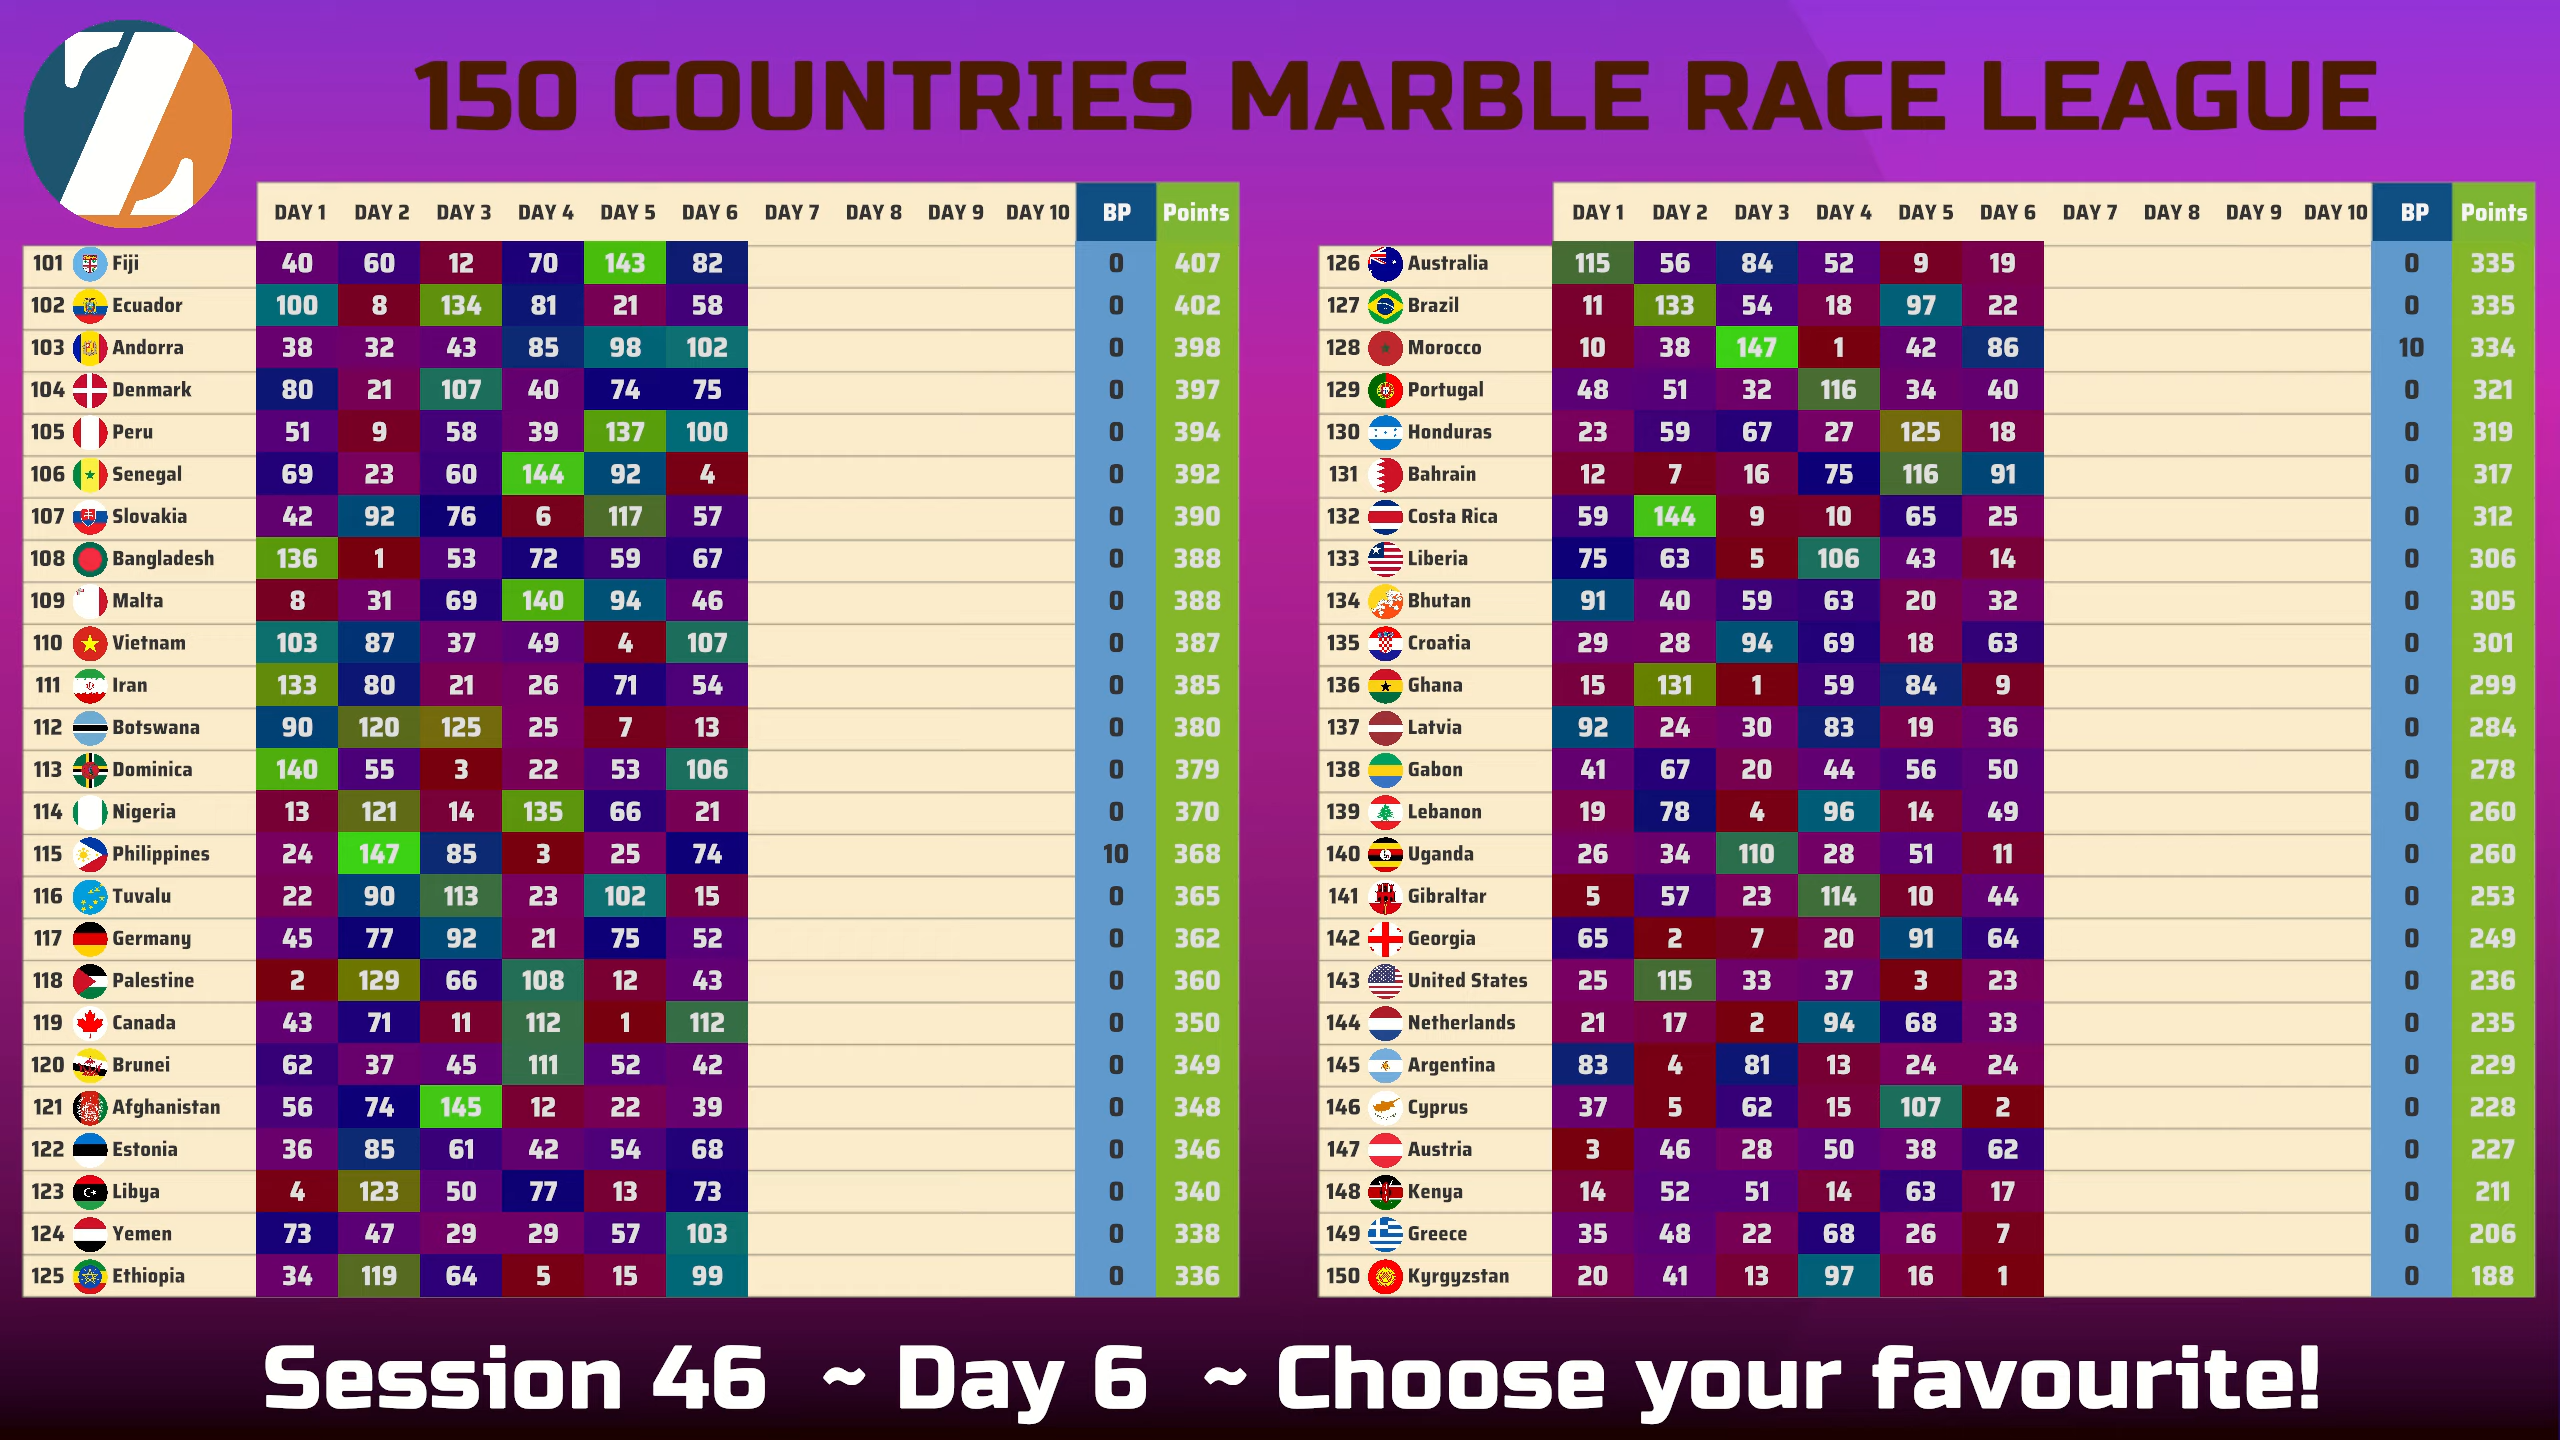 Z
150 COUNTRIES MARBLE RACE LEAGUE
DAY 1 DAY 2 DAY 3 DAY 4 DAY 5 DAY 6 DAY 7 DAY 8 DAY 9 DAY 10 BP Points
101 Fiji 40 60 12 70 143 82 0 407
102 Ecuador 100 8 134 81 21 58 0 402
103 Andorra 38 32 43 85 98 102 0 398
104 Denmark 80 21 107 40 74 75 0 397
105 Peru 51 9 58 39 137 100 0 394
106 Senegal 69 23 60 144 92 4 0 392
107 Slovakia 42 92 76 6 117 57 0 390
108 Bangladesh 136 1 53 72 59 67 0 388
109 Malta 8 31 69 140 94 46 0 388
110 Vietnam 103 87 37 49 4 107 0 387
111 Iran 133 80 21 26 71 54 0 385
112 Botswana 90 120 125 25 7 13 0 380
113 Dominica 140 55 3 22 53 106 0 379
114 Nigeria 13 121 14 135 66 21 0 370
115 Philippines 24 147 85 3 25 74 10 368
116 Tuvalu 22 90 113 23 102 15 0 365
117 Germany 45 77 92 21 75 52 0 362
118 Palestine 2 129 66 108 12 43 0 360
119 Canada 43 71 11 112 1 112 0 350
120 Brunei 62 37 45 111 52 42 0 349
121 Afghanistan 56 74 145 12 22 39 0 348
122 Estonia 36 85 61 42 54 68 0 346
123 Libya 4 123 50 77 13 73 0 340
124 Yemen 73 47 29 29 57 103 0 338
125 Ethiopia 34 119 64 5 15 99 0 336
DAY 1 DAY 2 DAY 3 DAY 4 DAY 5 DAY 6 DAY 7 DAY 8 DAY 9 DAY 10 BP Points
126 Australia 115 56 84 52 9 19 0 335
127 Brazil 11 133 54 18 97 22 0 335
128 Morocco 10 38 147 1 42 86 10 334
129 Portugal 48 51 32 116 34 40 0 321
130 Honduras 23 59 67 27 125 18 0 319
131 Bahrain 12 7 16 75 116 91 0 317
132 Costa Rica 59 144 9 10 65 25 0 312
133 Liberia 75 63 5 106 43 14 0 306
134 Bhutan 91 40 59 63 20 32 0 305
135 Croatia 29 28 94 69 18 63 0 301
136 Ghana 15 131 1 59 84 9 0 299
137 Latvia 92 24 30 83 19 36 0 284
138 Gabon 41 67 20 44 56 50 0 278
139 Lebanon 19 78 4 96 14 49 0 260
140 Uganda 26 34 110 28 51 11 0 260
141 Gibraltar 5 57 23 114 10 44 0 253
142 Georgia 65 2 7 20 91 64 0 249
143 United States 25 115 33 37 3 23 0 236
144 Netherlands 21 17 2 94 68 33 0 235
145 Argentina 83 4 81 13 24 24 0 229
146 Cyprus 37 5 62 15 107 2 0 228
147 Austria 3 46 28 50 38 62 0 227
148 Kenya 14 52 51 14 63 17 0 211
149 Greece 35 48 22 68 26 7 0 206
150 Kyrgyzstan 20 41 13 97 16 1 0 188
Session 46 ~ Day 6 ~ Choose your favourite!